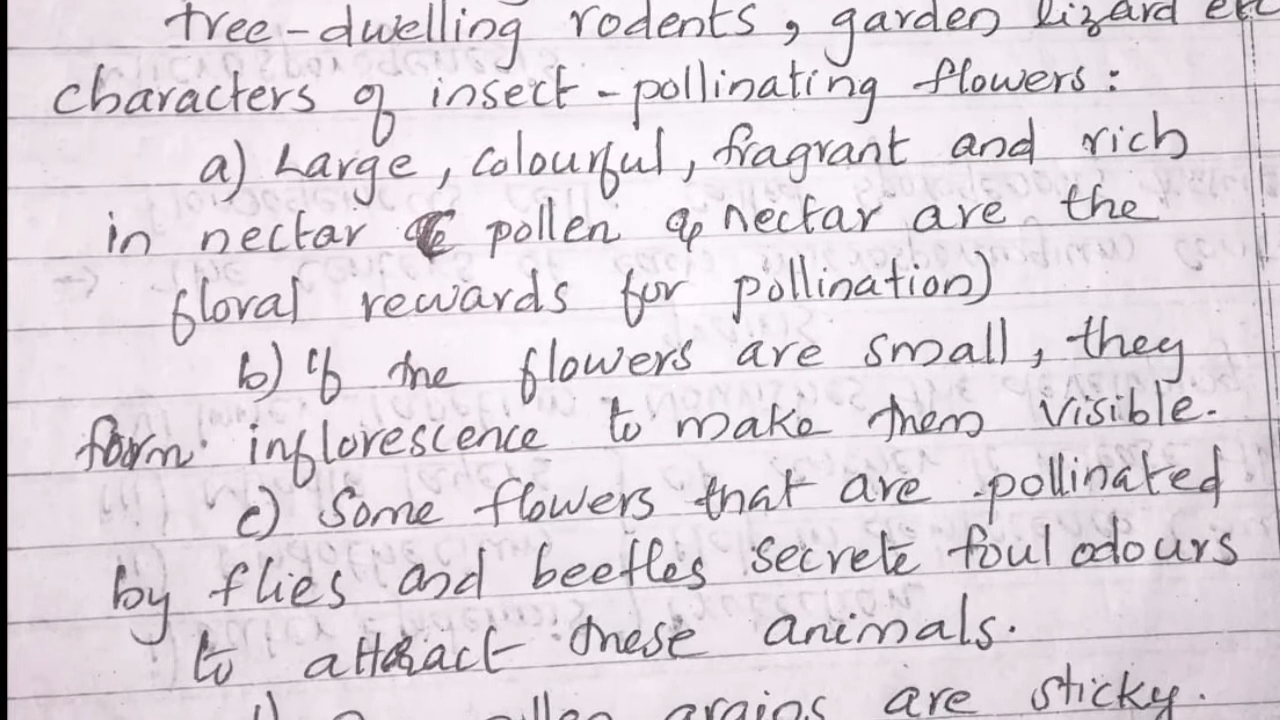 tree-dwelling rodents, garden lizard etc
characters of insect-pollinating flowers:
a) Large, colourful, fragrant and rich
in nectar ( pollen & nectar are the
floral rewards for pollination)
b) if the flowers are small, they
form inflorescence to make them visible.
c) Some flowers that are pollinated
by flies and beetles secrete foul odours
to attract these animals.
grains are sticky.